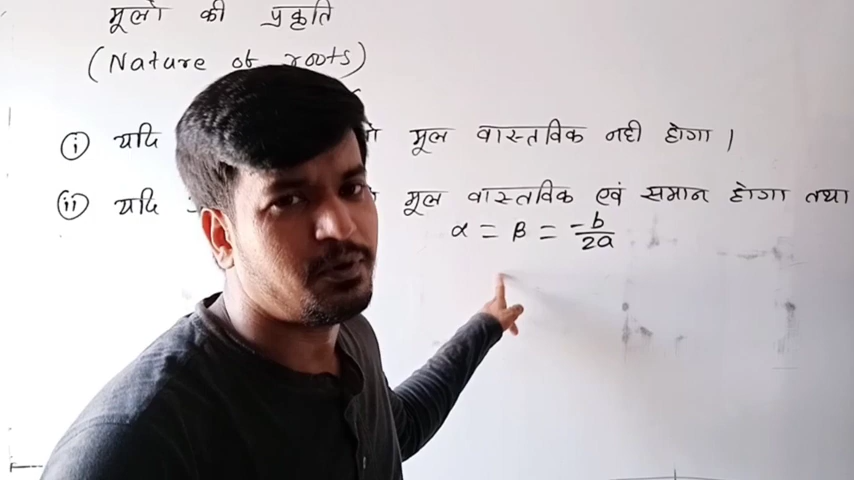 मूलों की प्रकृति
(Nature of roots)
(i) यदि मूल वास्तविक नही होगा।
(ii) यदि मूल वास्तविक एवं समान होगा तथा
α = β = -b/2a